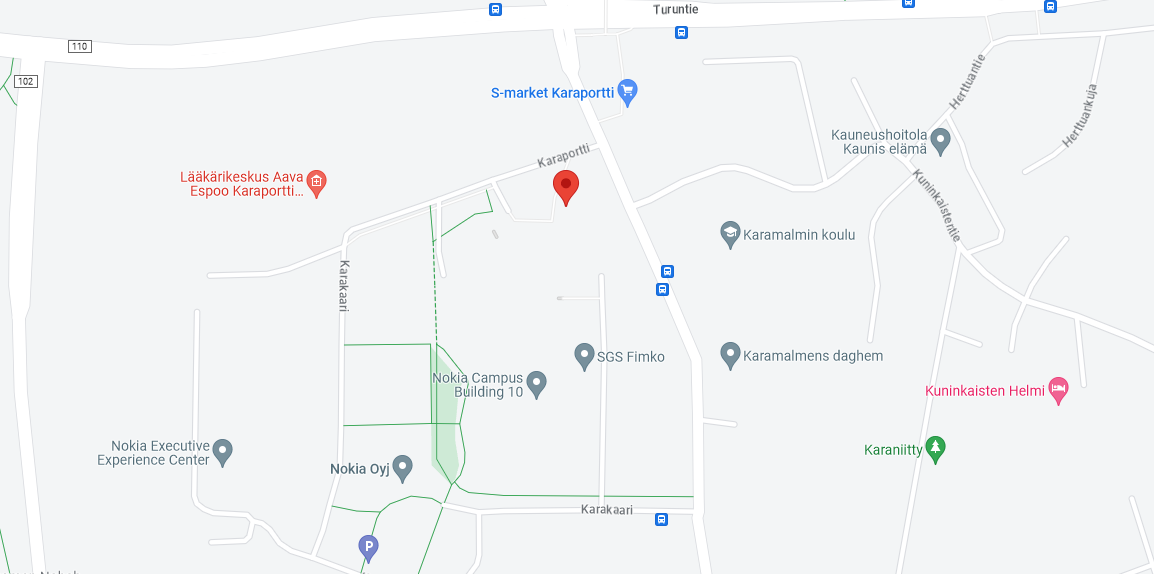 Turuntie
110
102
S-market Karaportti
Herttuantie
Herttuankuja
Kauneushoitola
Kaunis elämä
Karaportti
Lääkärikeskus Aava
Espoo Karaportti...
Kuninkaistentie
Karamalmin koulu
Karakaari
SGS Fimko
Karamalmens daghem
Nokia Campus
Building 10
Kuninkaisten Helmi
Nokia Executive
Experience Center
Karaniitty
Nokia Oyj
Karakaari
P